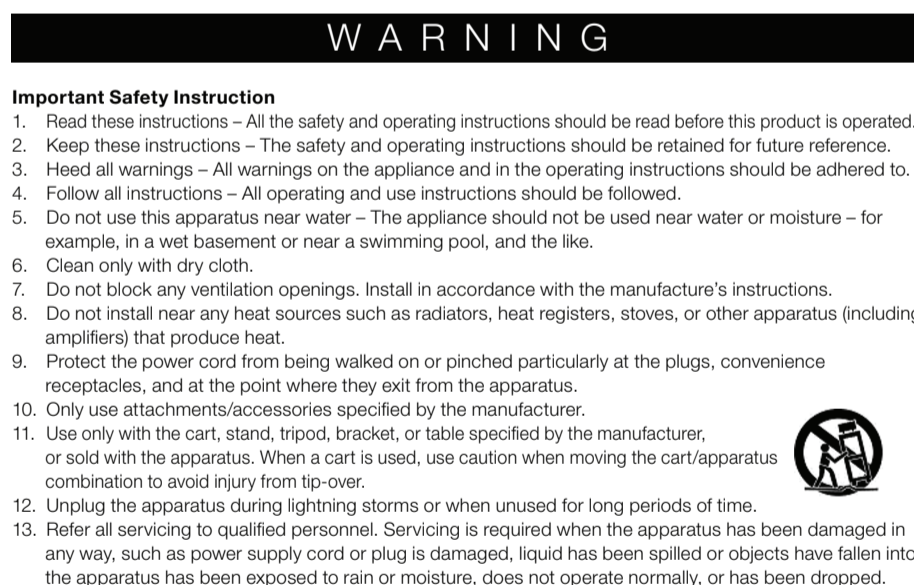 WARNING
Important Safety Instruction
1. Read these instructions – All the safety and operating instructions should be read before this product is operated.
2. Keep these instructions – The safety and operating instructions should be retained for future reference.
3. Heed all warnings – All warnings on the appliance and in the operating instructions should be adhered to.
4. Follow all instructions – All operating and use instructions should be followed.
5. Do not use this apparatus near water – The appliance should not be used near water or moisture – for
example, in a wet basement or near a swimming pool, and the like.
6. Clean only with dry cloth.
7. Do not block any ventilation openings. Install in accordance with the manufacture's instructions.
8. Do not install near any heat sources such as radiators, heat registers, stoves, or other apparatus (including
amplifiers) that produce heat.
9. Protect the power cord from being walked on or pinched particularly at the plugs, convenience
receptacles, and at the point where they exit from the apparatus.
10. Only use attachments/accessories specified by the manufacturer.
11. Use only with the cart, stand, tripod, bracket, or table specified by the manufacturer,
or sold with the apparatus. When a cart is used, use caution when moving the cart/apparatus
combination to avoid injury from tip-over.
12. Unplug the apparatus during lightning storms or when unused for long periods of time.
13. Refer all servicing to qualified personnel. Servicing is required when the apparatus has been damaged in
any way, such as power supply cord or plug is damaged, liquid has been spilled or objects have fallen into
the apparatus has been exposed to rain or moisture, does not operate normally, or has been dropped.